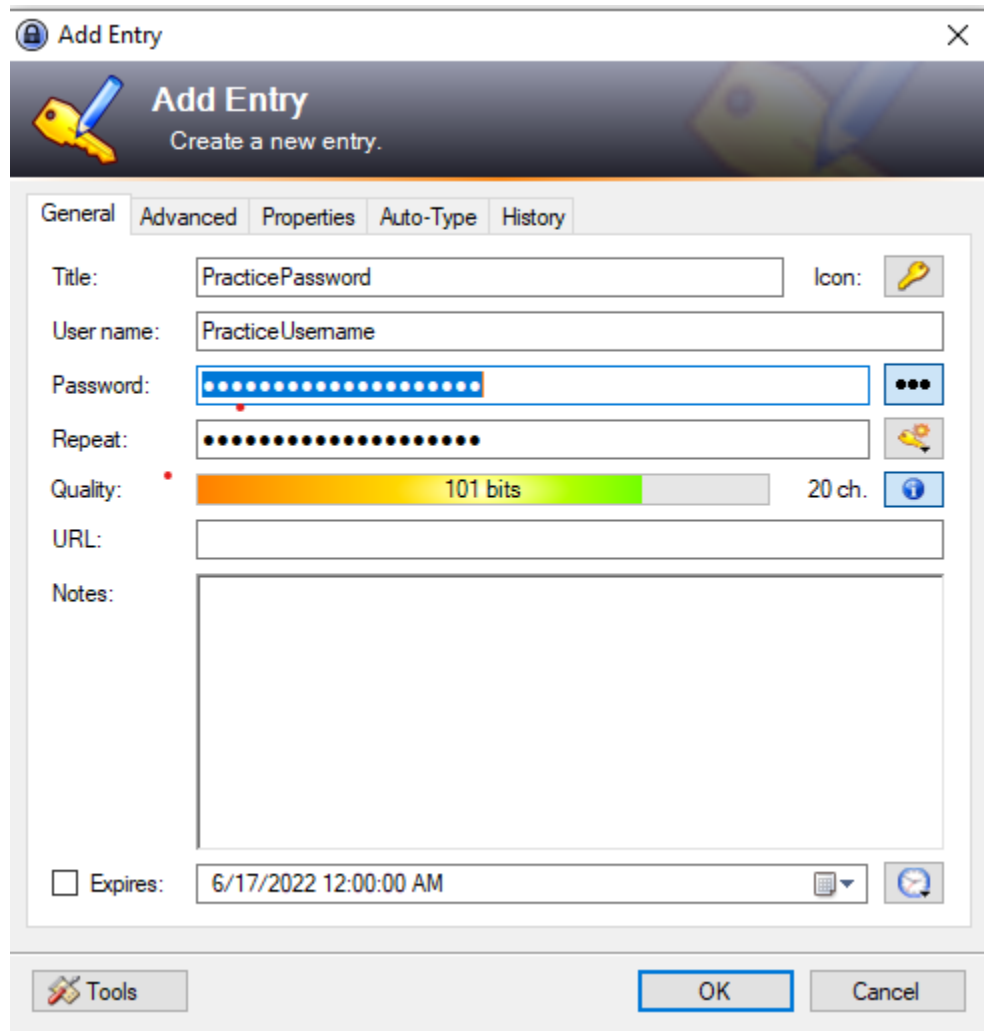 Add Entry
Add Entry
Create a new entry.
General Advanced Properties Auto-Type History
Title: PracticePassword Icon:
User name: PracticeUsername
Password: ●●●●●●●●●●●●●●●●●●●● ●●●
Repeat: ●●●●●●●●●●●●●●●●●●●●
Quality: 101 bits 20 ch.
URL:
Notes:
Expires: 6/17/2022 12:00:00 AM
Tools OK Cancel